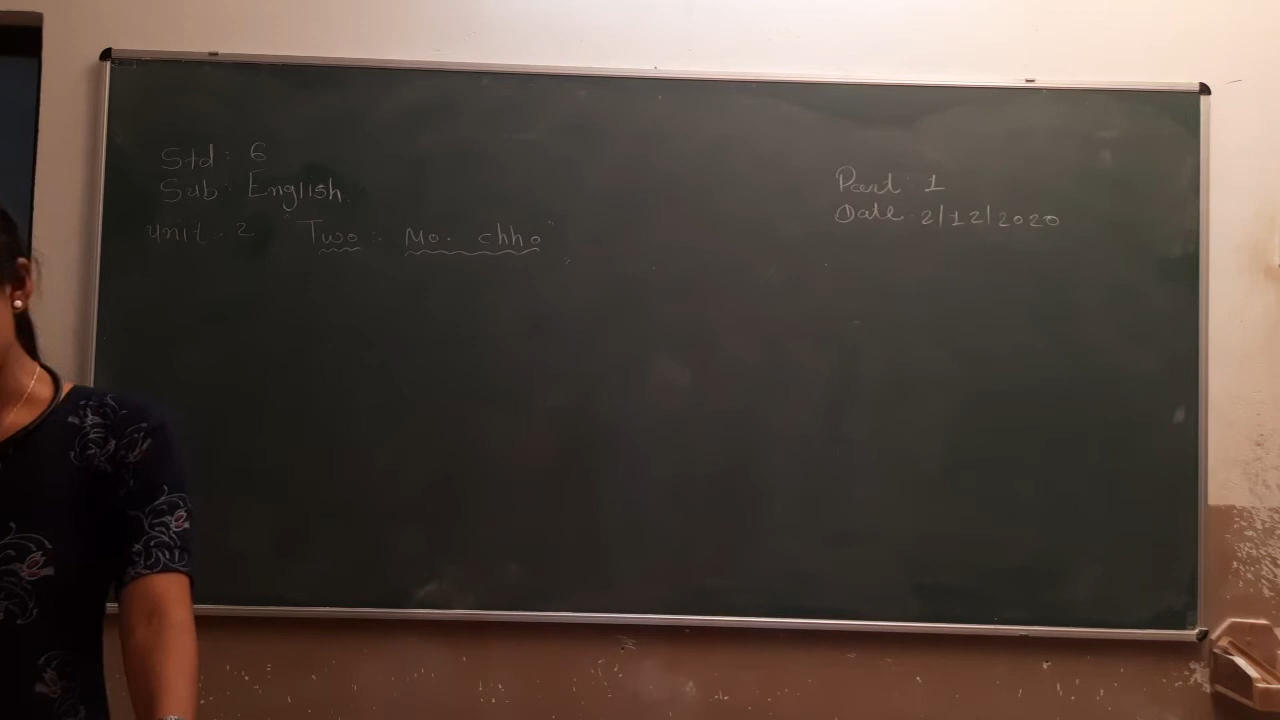 Std : 6
Sub : English.
Unit : 2 "Two : Mo. chho"
Part : 1
Date : 2/12/2020